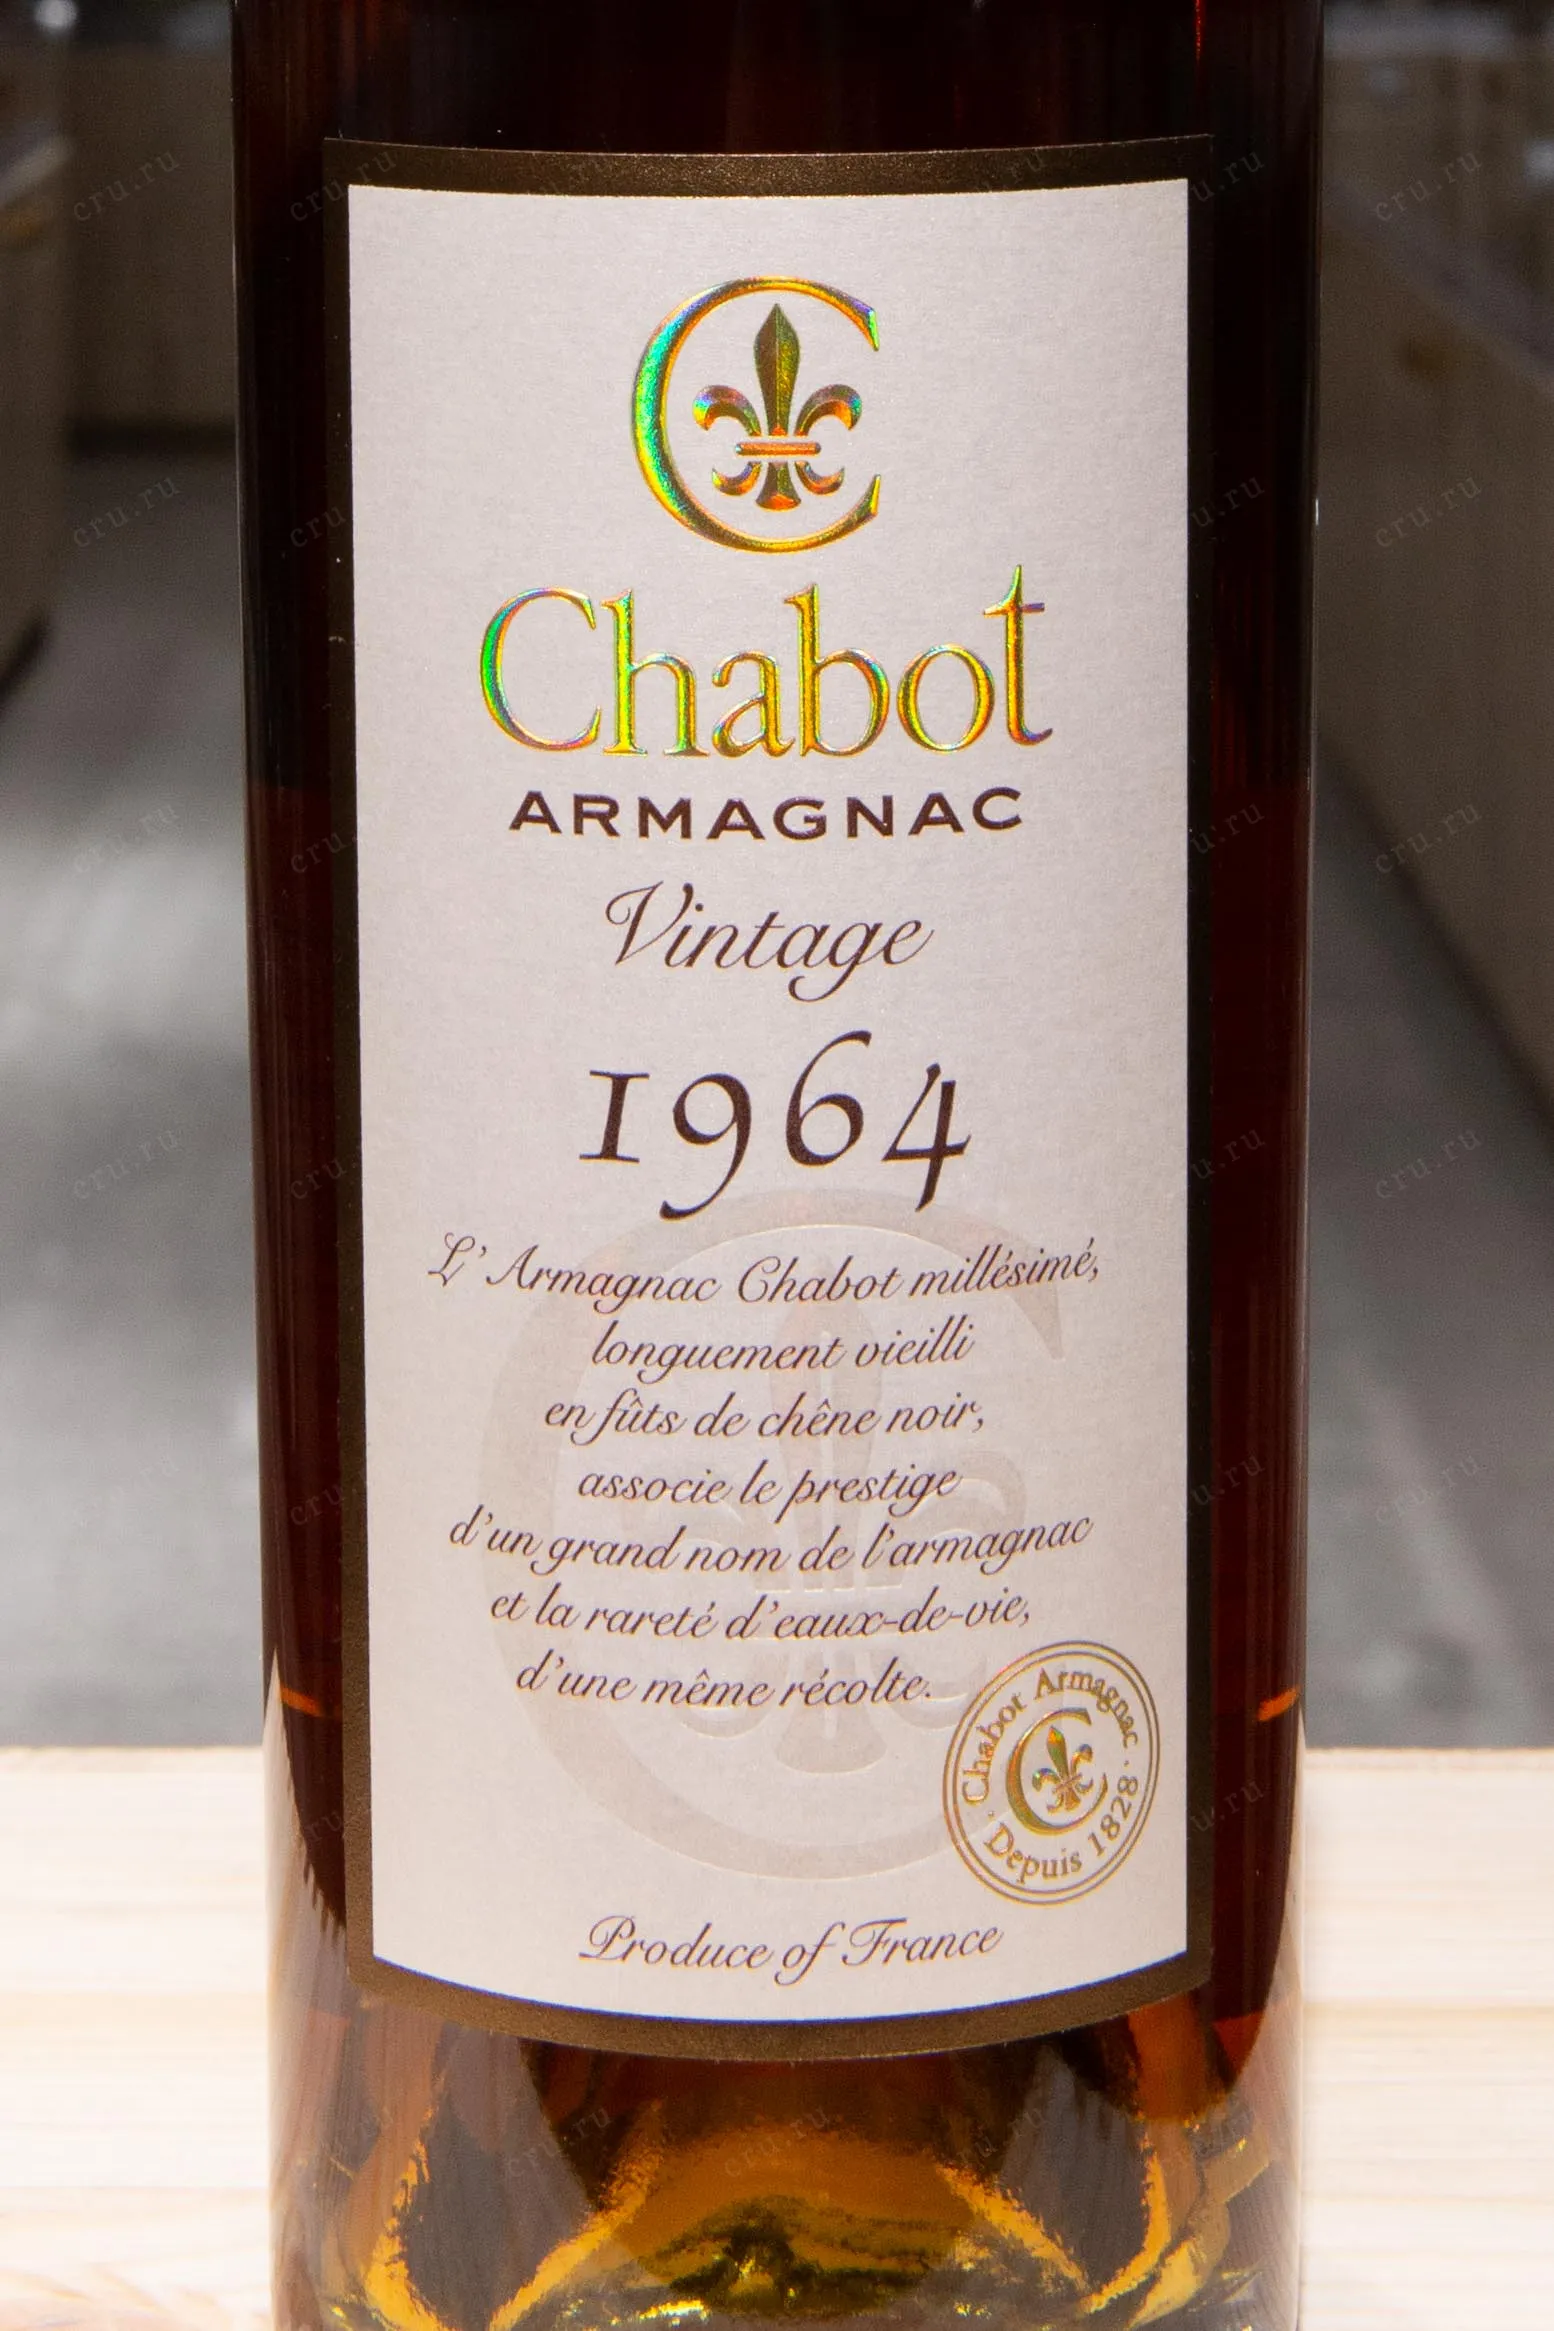 C
Chabot
ARMAGNAC
Vintage
1964
L'Armagnac Chabot millésimé,
longuement vieilli
en fûts de chêne noir,
associe le prestige
d'un grand nom de l'armagnac
et la rareté d'eaux-de-vie,
d'une même récolte.
Chabot Armagnac
· Depuis 1828 ·
Produce of France
cru.ru